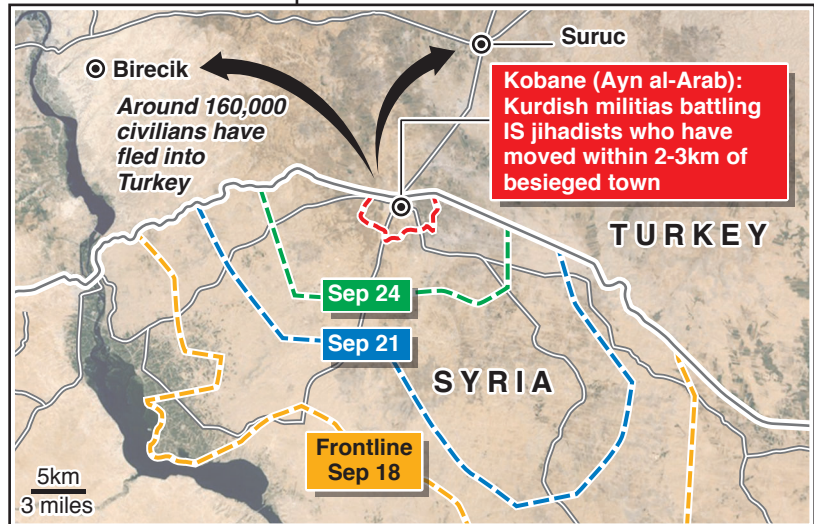 Suruc
Birecik
Around 160,000
civilians have
fled into
Turkey
Kobane (Ayn al-Arab):
Kurdish militias battling
IS jihadists who have
moved within 2-3km of
besieged town
TURKEY
Sep 24
Sep 21
SYRIA
Frontline
Sep 18
5km
3 miles